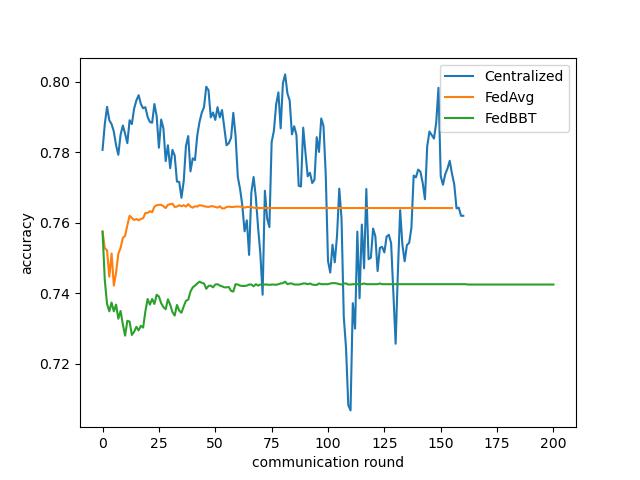 Centralized
FedAvg
FedBBT
0.80
0.78
0.76
0.74
0.72
accuracy
0 25 50 75 100 125 150 175 200
communication round